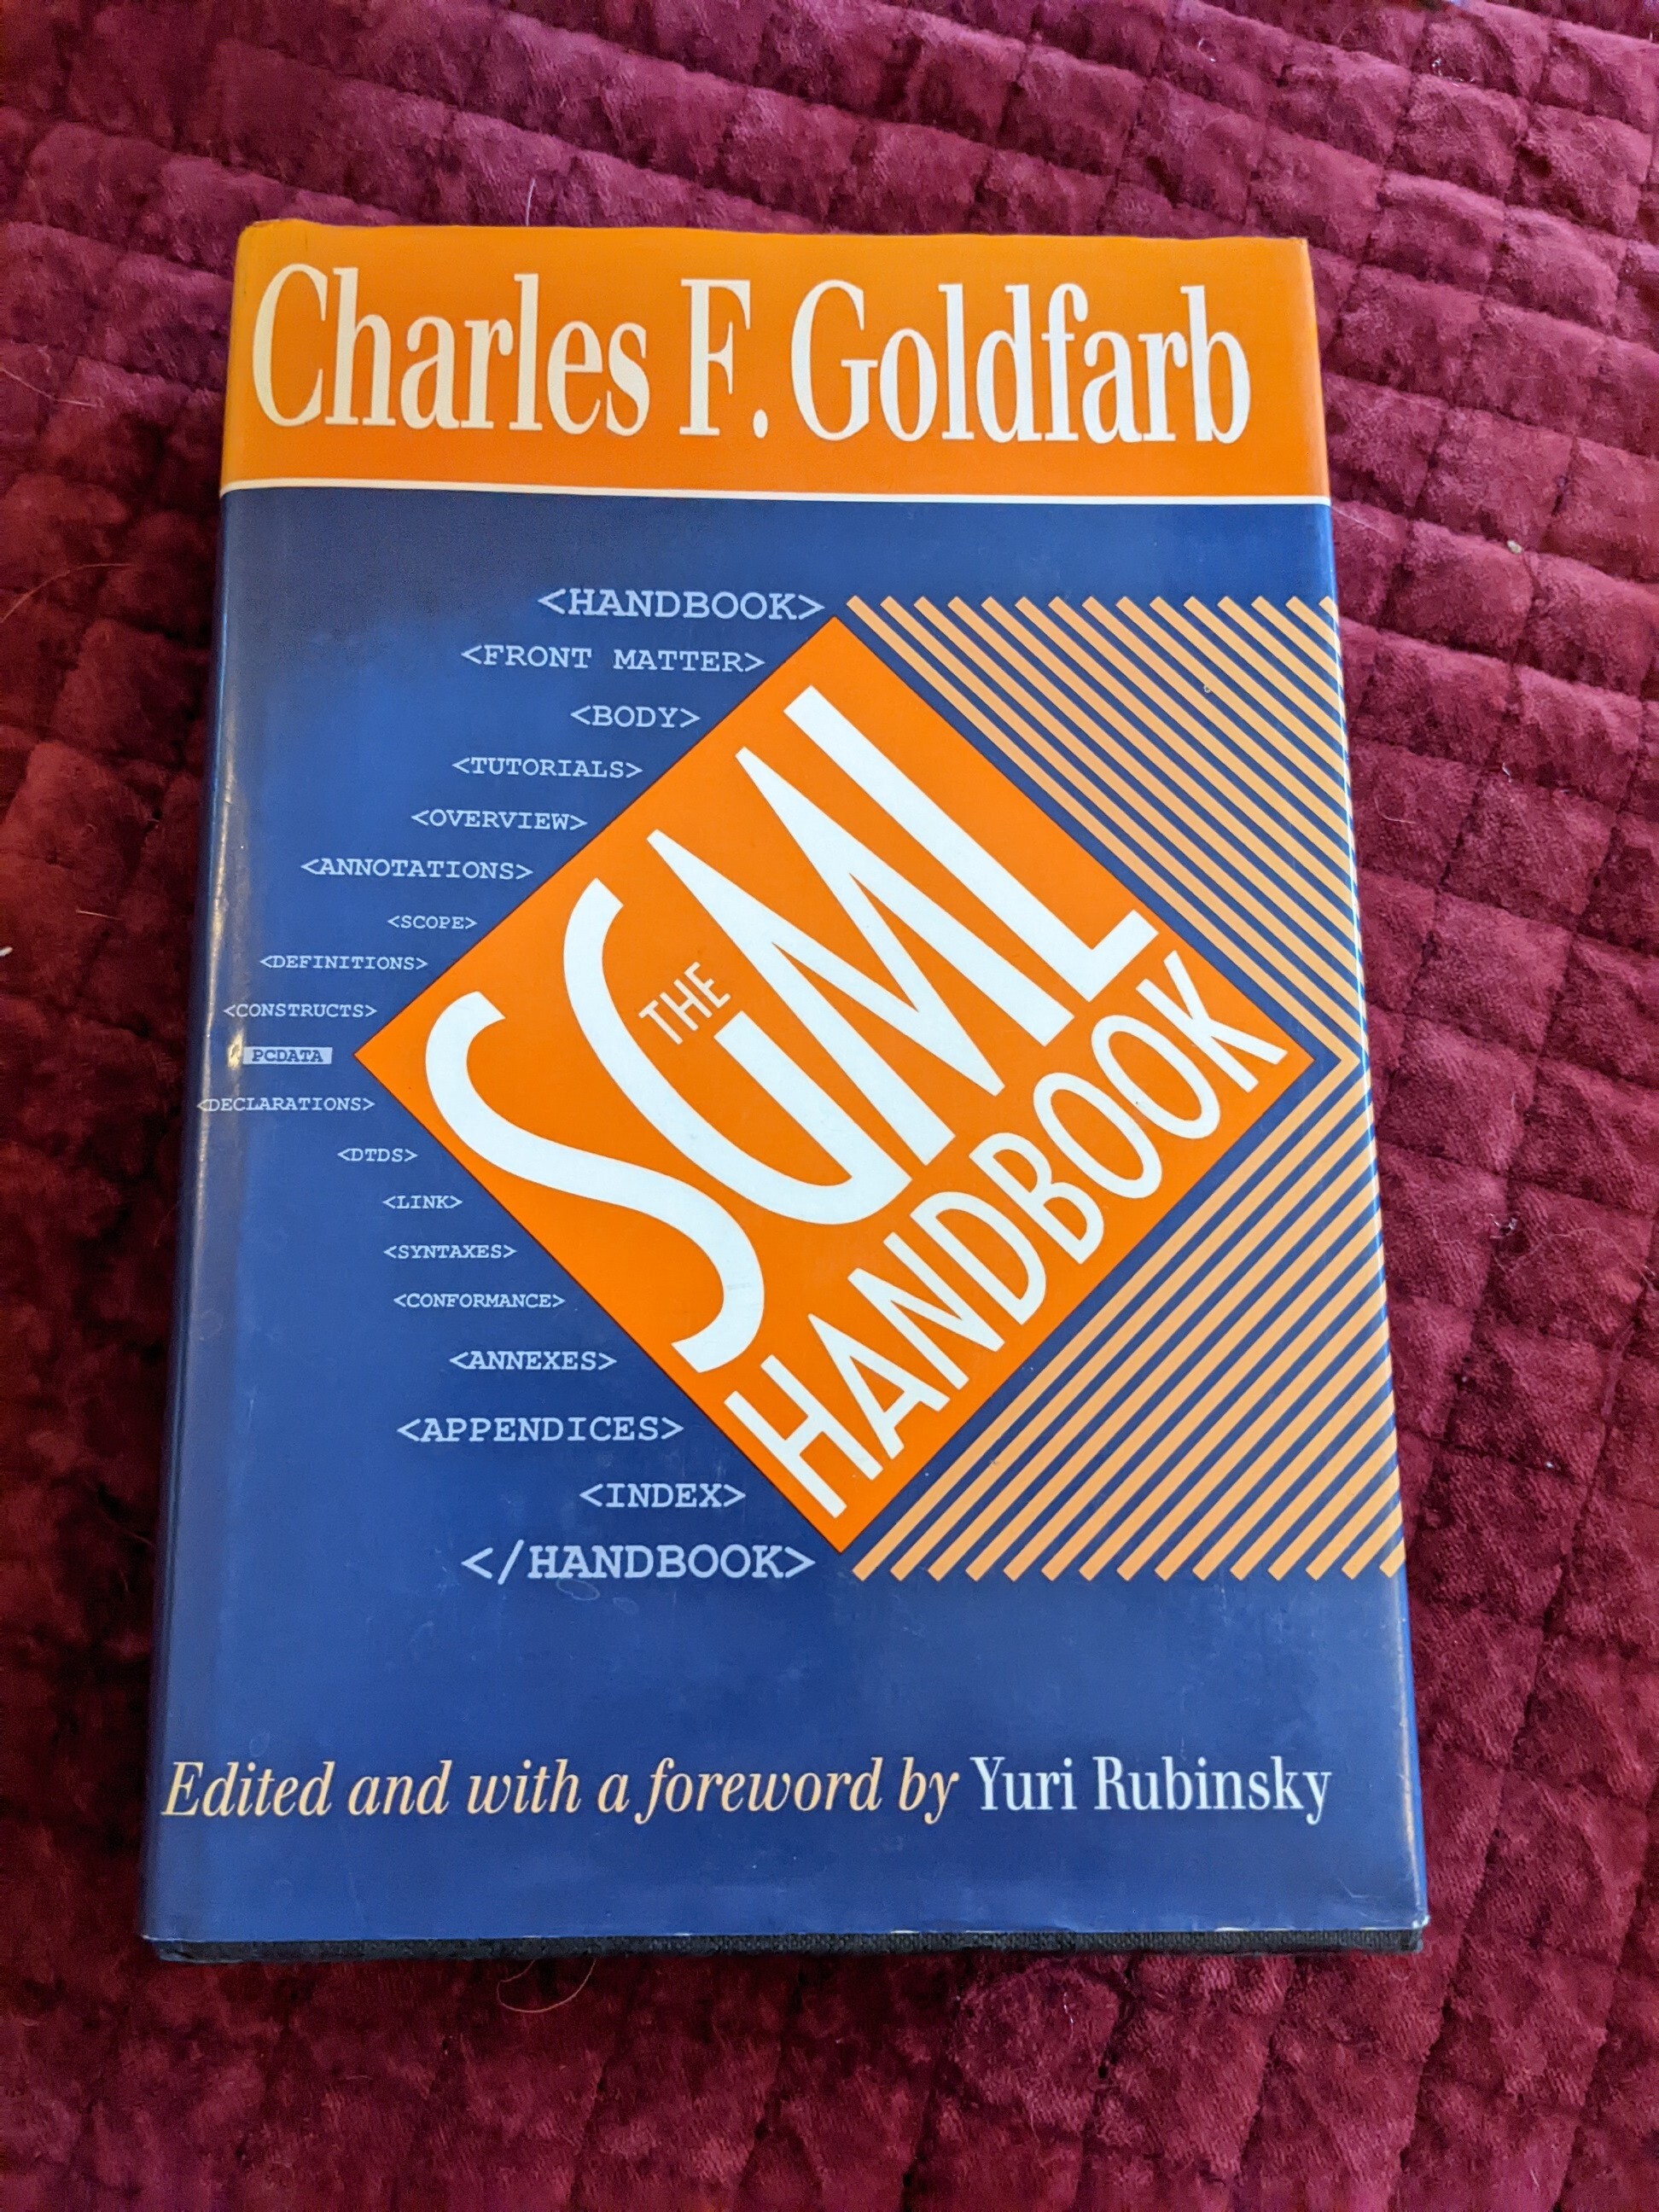 Charles F. Goldfarb
<HANDBOOK>
<FRONT MATTER>
<BODY>
<TUTORIALS>
<OVERVIEW>
<ANNOTATIONS>
<SCOPE>
<DEFINITIONS>
<CONSTRUCTS>
PCDATA
<DECLARATIONS>
<DTDS>
<LINK>
<SYNTAXES>
<CONFORMANCE>
<ANNEXES>
<APPENDICES>
<INDEX>
</HANDBOOK>
THE
SGML
HANDBOOK
Edited and with a foreword by Yuri Rubinsky